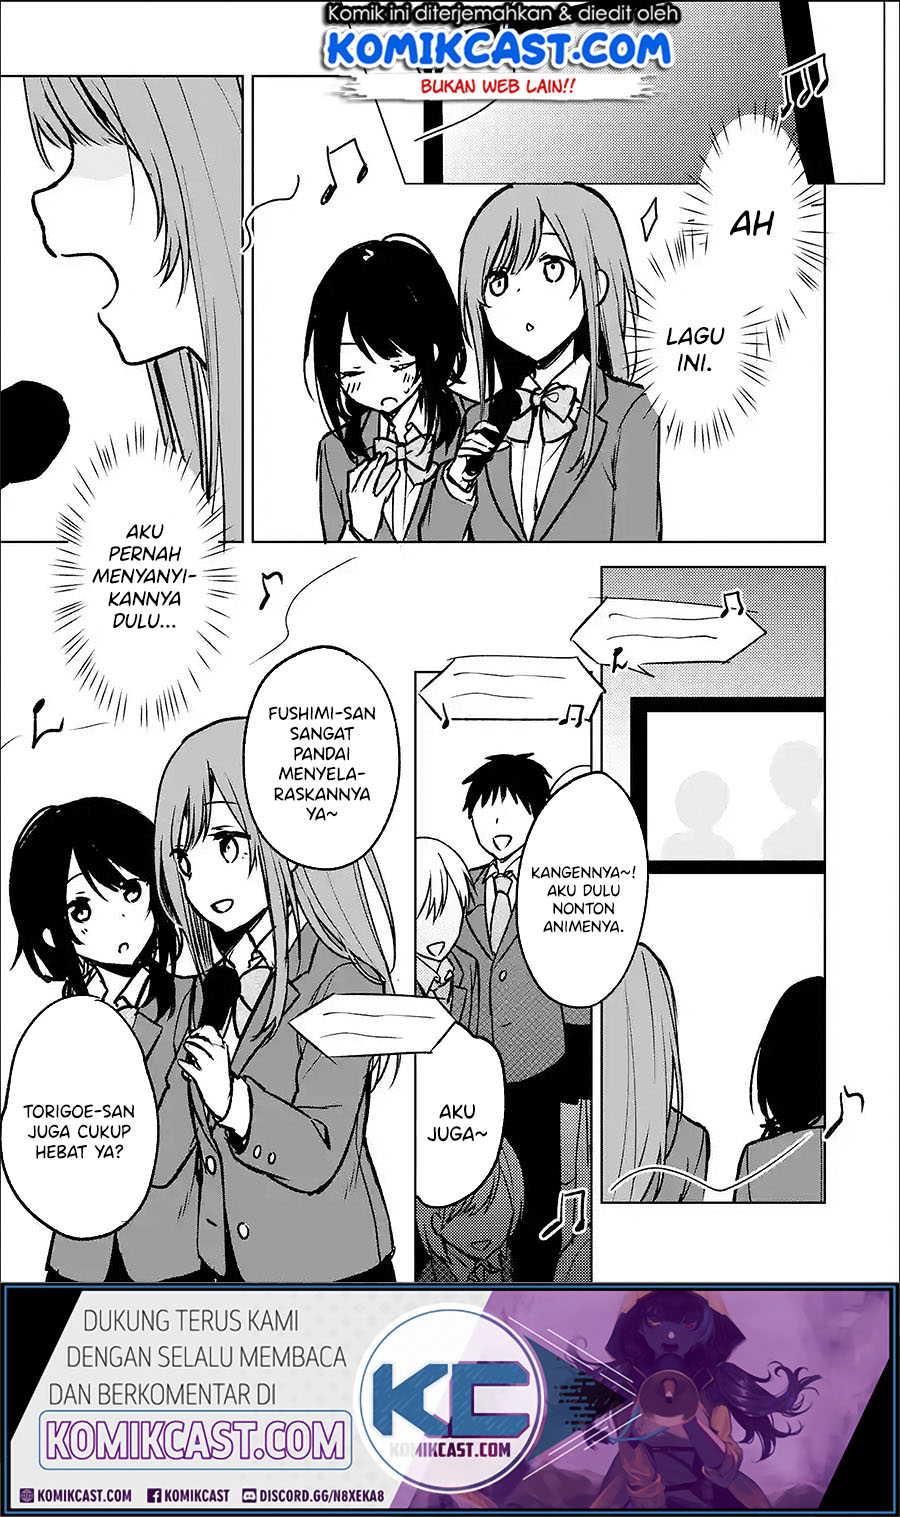 Komik ini diterjemahkan & diedit oleh
KOMIKCAST.COM
BUKAN WEB LAIN!!
AH
LAGU
INI.
AKU
PERNAH
MENYANYI-
KANNYA
DULU...
KANGENNYA~!
AKU DULU
NONTON
ANIMENYA.
AKU
JUGA~
FUSHIMI-SAN
SANGAT
PANDAI
MENYELA-
RASKANNYA
YA~
TORIGOE-SAN
JUGA CUKUP
HEBAT YA?
DUKUNG TERUS KAMI
DENGAN SELALU MEMBACA
DAN BERKOMENTAR DI
KOMIKCAST.COM
KOMIKCAST.COM KOMIKCAST DISCORD.GG/N8XEKA8
KC
KOMIKCAST.COM